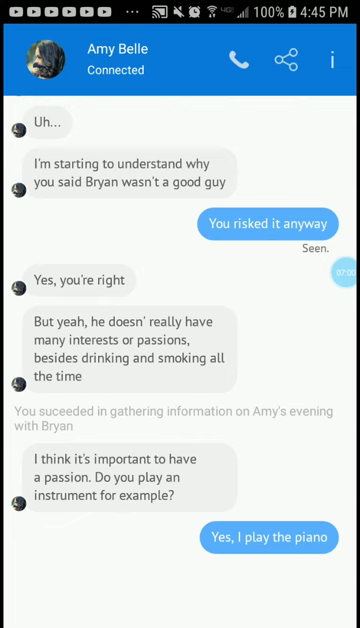 100% 4:45 PM
Amy Belle
Connected
Uh...
I'm starting to understand why
you said Bryan wasn't a good guy
You risked it anyway
Seen.
07:00
Yes, you're right
But yeah, he doesn' really have
many interests or passions,
besides drinking and smoking all
the time
You suceeded in gathering information on Amy's evening
with Bryan
I think it's important to have
a passion. Do you play an
instrument for example?
Yes, I play the piano